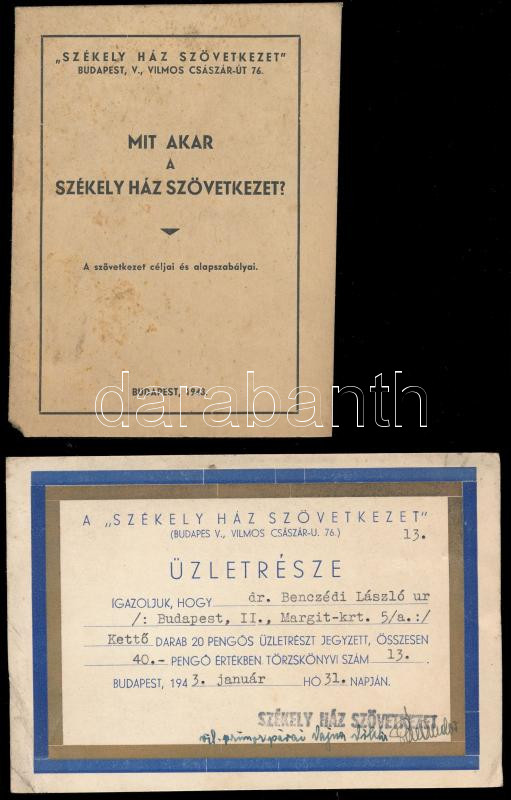 „SZÉKELY HÁZ SZÖVETKEZET"
BUDAPEST, V., VILMOS CSÁSZÁR-ÚT 76.
MIT AKAR
A
SZÉKELY HÁZ SZÖVETKEZET?
A szövetkezet céljai és alapszabályai.
BUDAPEST, 1943.
darabanth
A „SZÉKELY HÁZ SZÖVETKEZET"
(BUDAPES V., VILMOS CSÁSZÁR-U. 76.) 13.
ÜZLETRÉSZE
IGAZOLJUK, HOGY dr. Benczédi László ur
/: Budapest, II., Margit-krt. 5/a.:/
Kettő DARAB 20 PENGŐS ÜZLETRÉSZT JEGYZETT, ÖSSZESEN
40.- PENGŐ ÉRTÉKBEN TÖRZSKÖNYVI SZÁM 13.
BUDAPEST, 1943. január HÓ 31. NAPJÁN.
SZÉKELY HÁZ SZÖVETKEZET